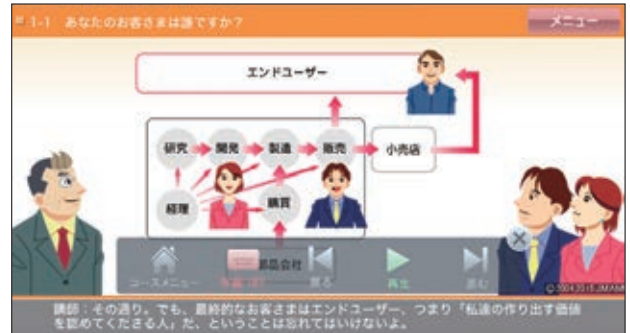 1-1 あなたのお客さまは誰ですか？
メニュー
エンドユーザー
研究
開発
製造
販売
小売店
経理
購買
部品会社
コースメニュー
戻る
再生
進む
©2004,2015 JMAM
講師：その通り。でも、最終的なお客さまはエンドユーザー、つまり「私達の作り出す価値
を認めてくださる人」だ、ということは忘れてはいけないよ。